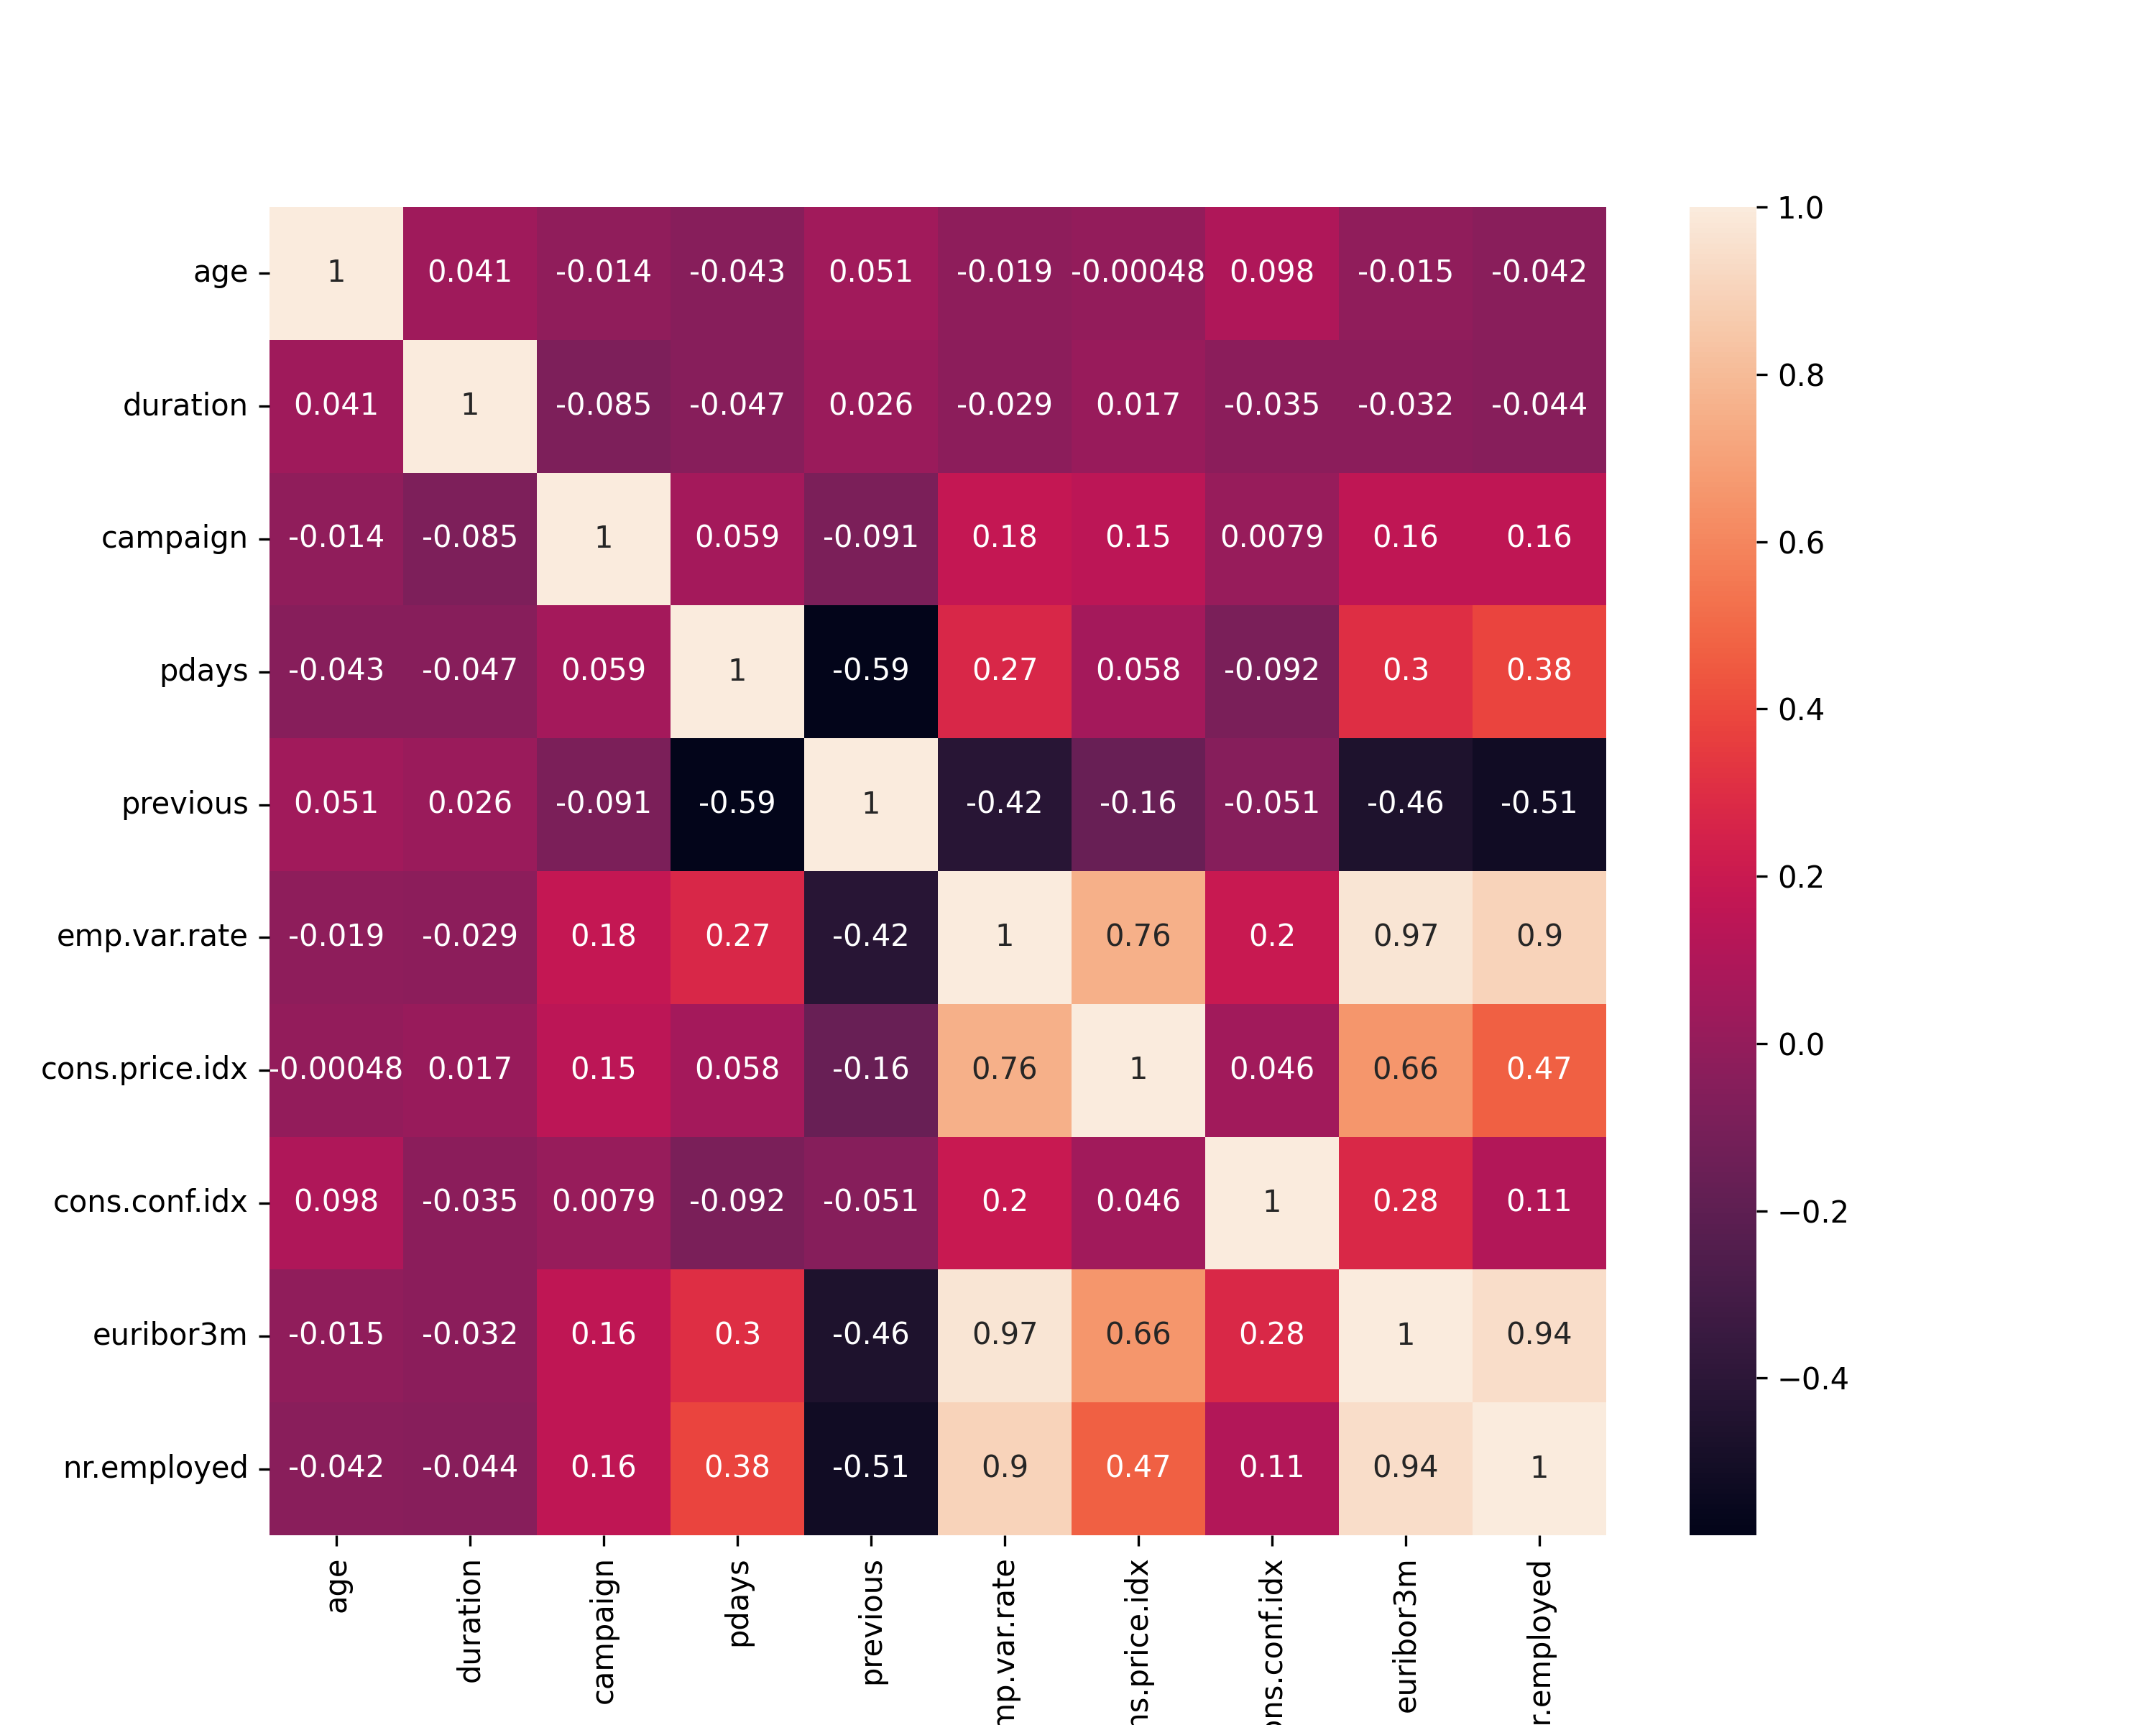 1.0
age 1 0.041 -0.014 -0.043 0.051 -0.019 -0.00048 0.098 -0.015 -0.042
0.8
duration 0.041 1 -0.085 -0.047 0.026 -0.029 0.017 -0.035 -0.032 -0.044
0.6
campaign -0.014 -0.085 1 0.059 -0.091 0.18 0.15 0.0079 0.16 0.16
0.4
pdays -0.043 -0.047 0.059 1 -0.59 0.27 0.058 -0.092 0.3 0.38
previous 0.051 0.026 -0.091 -0.59 1 -0.42 -0.16 -0.051 -0.46 -0.51
0.2
emp.var.rate -0.019 -0.029 0.18 0.27 -0.42 1 0.76 0.2 0.97 0.9
0.0
cons.price.idx -0.00048 0.017 0.15 0.058 -0.16 0.76 1 0.046 0.66 0.47
cons.conf.idx 0.098 -0.035 0.0079 -0.092 -0.051 0.2 0.046 1 0.28 0.11
−0.2
euribor3m -0.015 -0.032 0.16 0.3 -0.46 0.97 0.66 0.28 1 0.94
−0.4
nr.employed -0.042 -0.044 0.16 0.38 -0.51 0.9 0.47 0.11 0.94 1
age
duration
campaign
pdays
previous
mp.var.rate
ns.price.idx
ons.conf.idx
euribor3m
r.employed